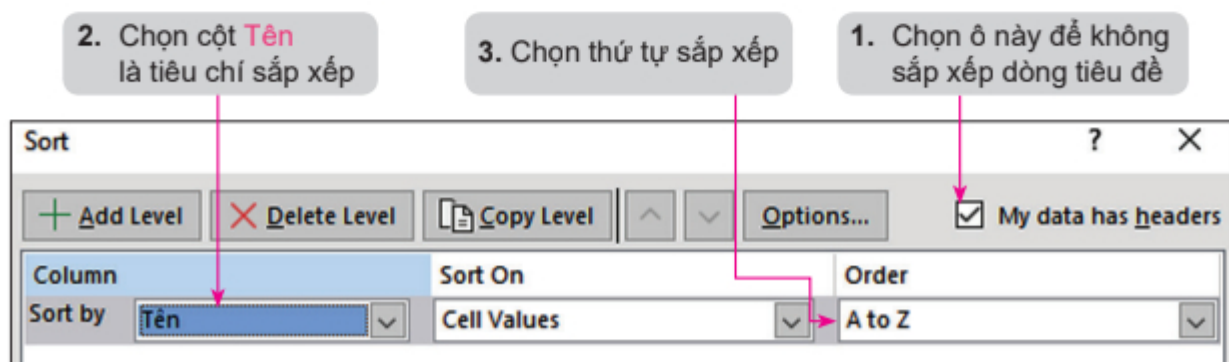 2. Chọn cột Tên
là tiêu chí sắp xếp
3. Chọn thứ tự sắp xếp
1. Chọn ô này để không
sắp xếp dòng tiêu đề
Sort ?
Add Level Delete Level Copy Level Options... My data has headers
Column Sort On Order
Sort by Tên Cell Values A to Z